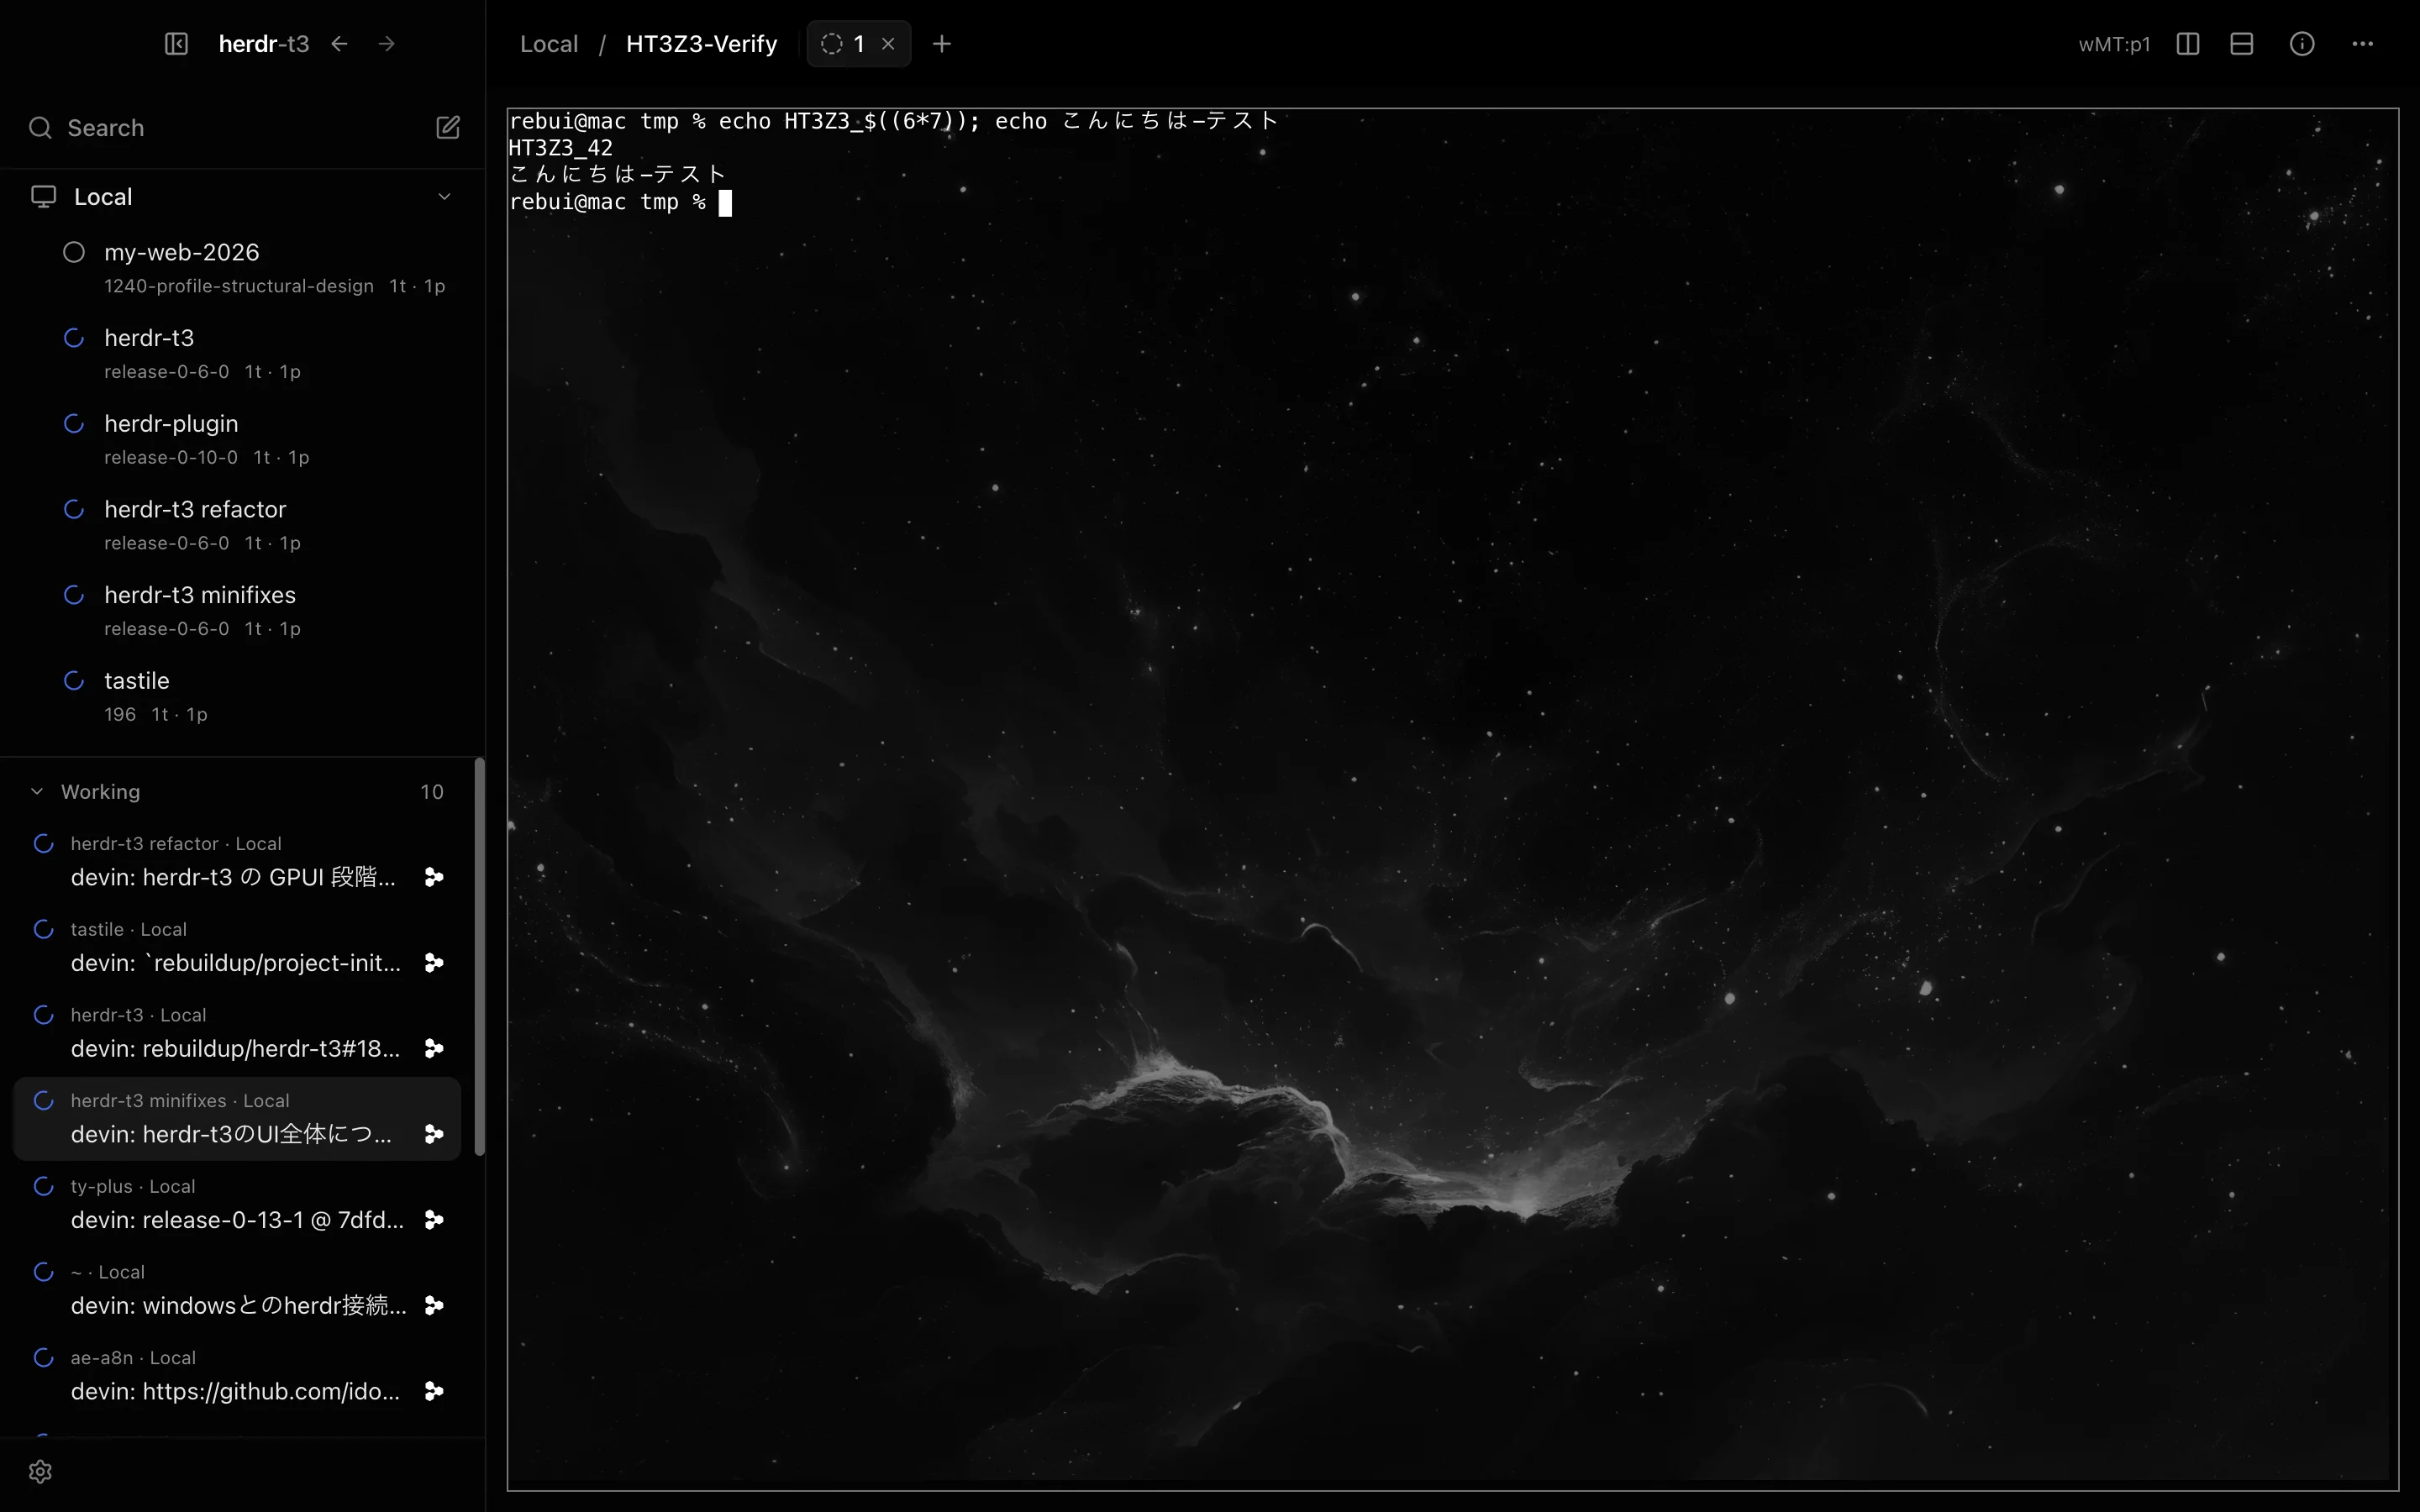 herdr-t3
Search
Local
my-web-2026
1240-profile-structural-design 1t · 1p
herdr-t3
release-0-6-0 1t · 1p
herdr-plugin
release-0-10-0 1t · 1p
herdr-t3 refactor
release-0-6-0 1t · 1p
herdr-t3 minifixes
release-0-6-0 1t · 1p
tastile
196 1t · 1p
Working 10
herdr-t3 refactor · Local
devin: herdr-t3 の GPUI 段階...
tastile · Local
devin: `rebuildup/project-init...
herdr-t3 · Local
devin: rebuildup/herdr-t3#18...
herdr-t3 minifixes · Local
devin: herdr-t3のUI全体につ...
ty-plus · Local
devin: release-0-13-1 @ 7dfd...
~ · Local
devin: windowsとのherdr接続...
ae-a8n · Local
devin: https://github.com/ido...
Local / HT3Z3-Verify 1 wMT:p1
rebui@mac tmp % echo HT3Z3_$((6*7)); echo こんにちは—テスト
HT3Z3_42
こんにちは—テスト
rebui@mac tmp %